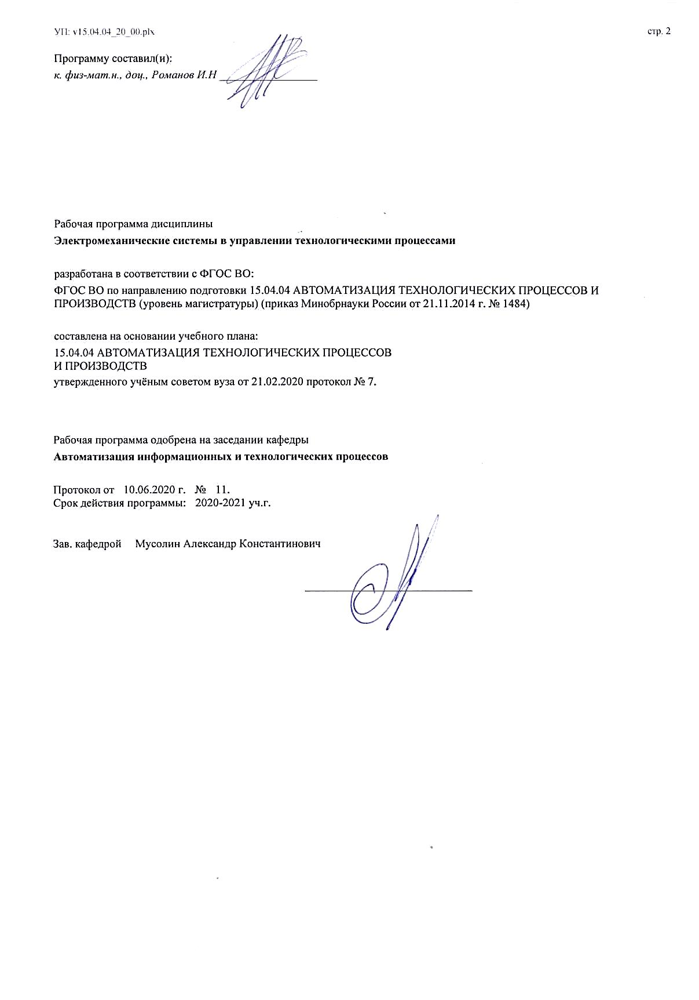 УП: v15.04.04_20_00.plx
стр. 2
Программу составил(и):
к. физ-мат.н., доц., Романов И.Н
Рабочая программа дисциплины
Электромеханические системы в управлении технологическими процессами
разработана в соответствии с ФГОС ВО:
ФГОС ВО по направлению подготовки 15.04.04 АВТОМАТИЗАЦИЯ ТЕХНОЛОГИЧЕСКИХ ПРОЦЕССОВ И
ПРОИЗВОДСТВ (уровень магистратуры) (приказ Минобрнауки России от 21.11.2014 г. № 1484)
составлена на основании учебного плана:
15.04.04 АВТОМАТИЗАЦИЯ ТЕХНОЛОГИЧЕСКИХ ПРОЦЕССОВ
И ПРОИЗВОДСТВ
утвержденного учёным советом вуза от 21.02.2020 протокол № 7.
Рабочая программа одобрена на заседании кафедры
Автоматизация информационных и технологических процессов
Протокол от 10.06.2020 г. № 11.
Срок действия программы: 2020-2021 уч.г.
Зав. кафедрой Мусолин Александр Константинович